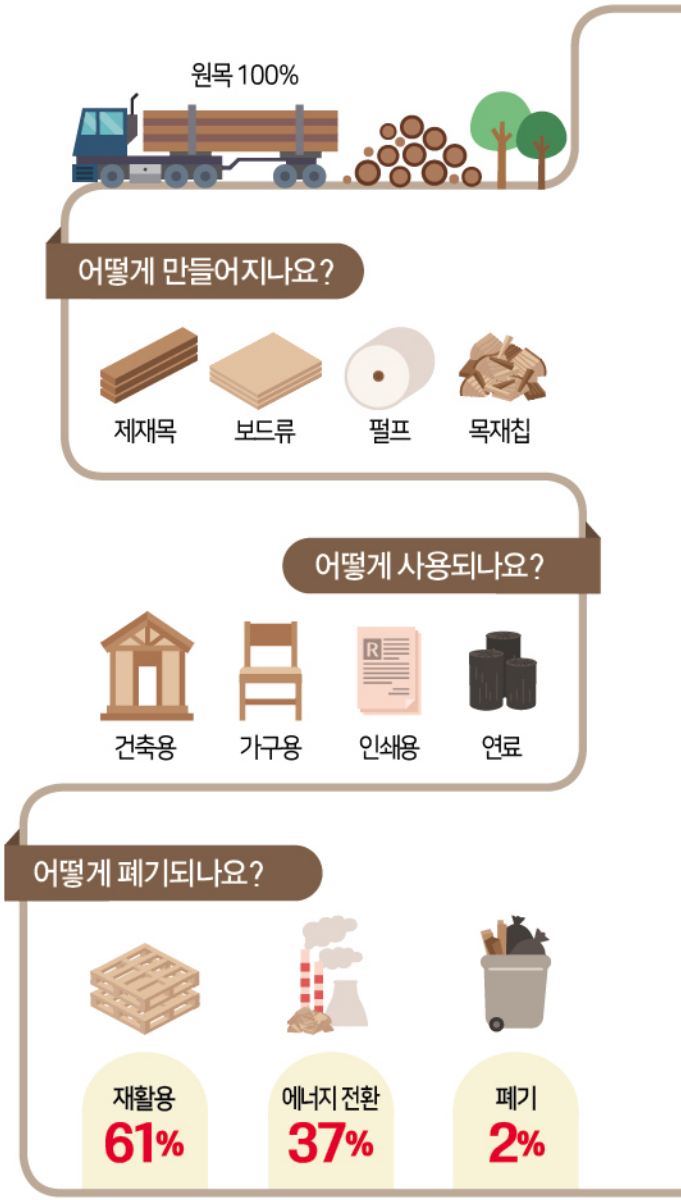 원목 100%
어떻게 만들어지나요?
제재목 보드류 펄프 목재칩
어떻게 사용되나요?
R
건축용 가구용 인쇄용 연료
어떻게 폐기되나요?
재활용 에너지 전환 폐기
61% 37% 2%